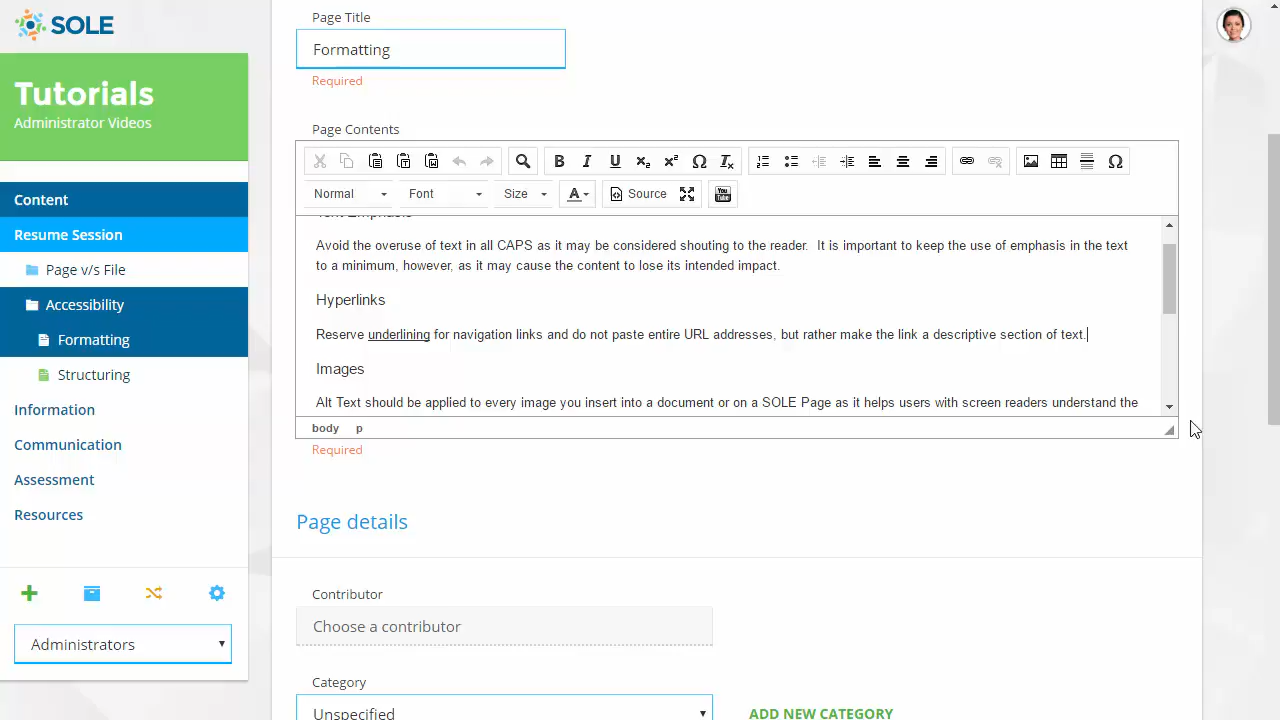 SOLE
Tutorials
Administrator Videos
Content
Resume Session
Page v/s File
Accessibility
Formatting
Structuring
Information
Communication
Assessment
Resources
Administrators
Page Title
Formatting
Required
Page Contents
Normal Font Size A Source You Tube
Text Emphasis
Avoid the overuse of text in all CAPS as it may be considered shouting to the reader. It is important to keep the use of emphasis in the text
to a minimum, however, as it may cause the content to lose its intended impact.
Hyperlinks
Reserve underlining for navigation links and do not paste entire URL addresses, but rather make the link a descriptive section of text.
Images
Alt Text should be applied to every image you insert into a document or on a SOLE Page as it helps users with screen readers understand the
body p
Required
Page details
Contributor
Choose a contributor
Category
Unspecified ADD NEW CATEGORY